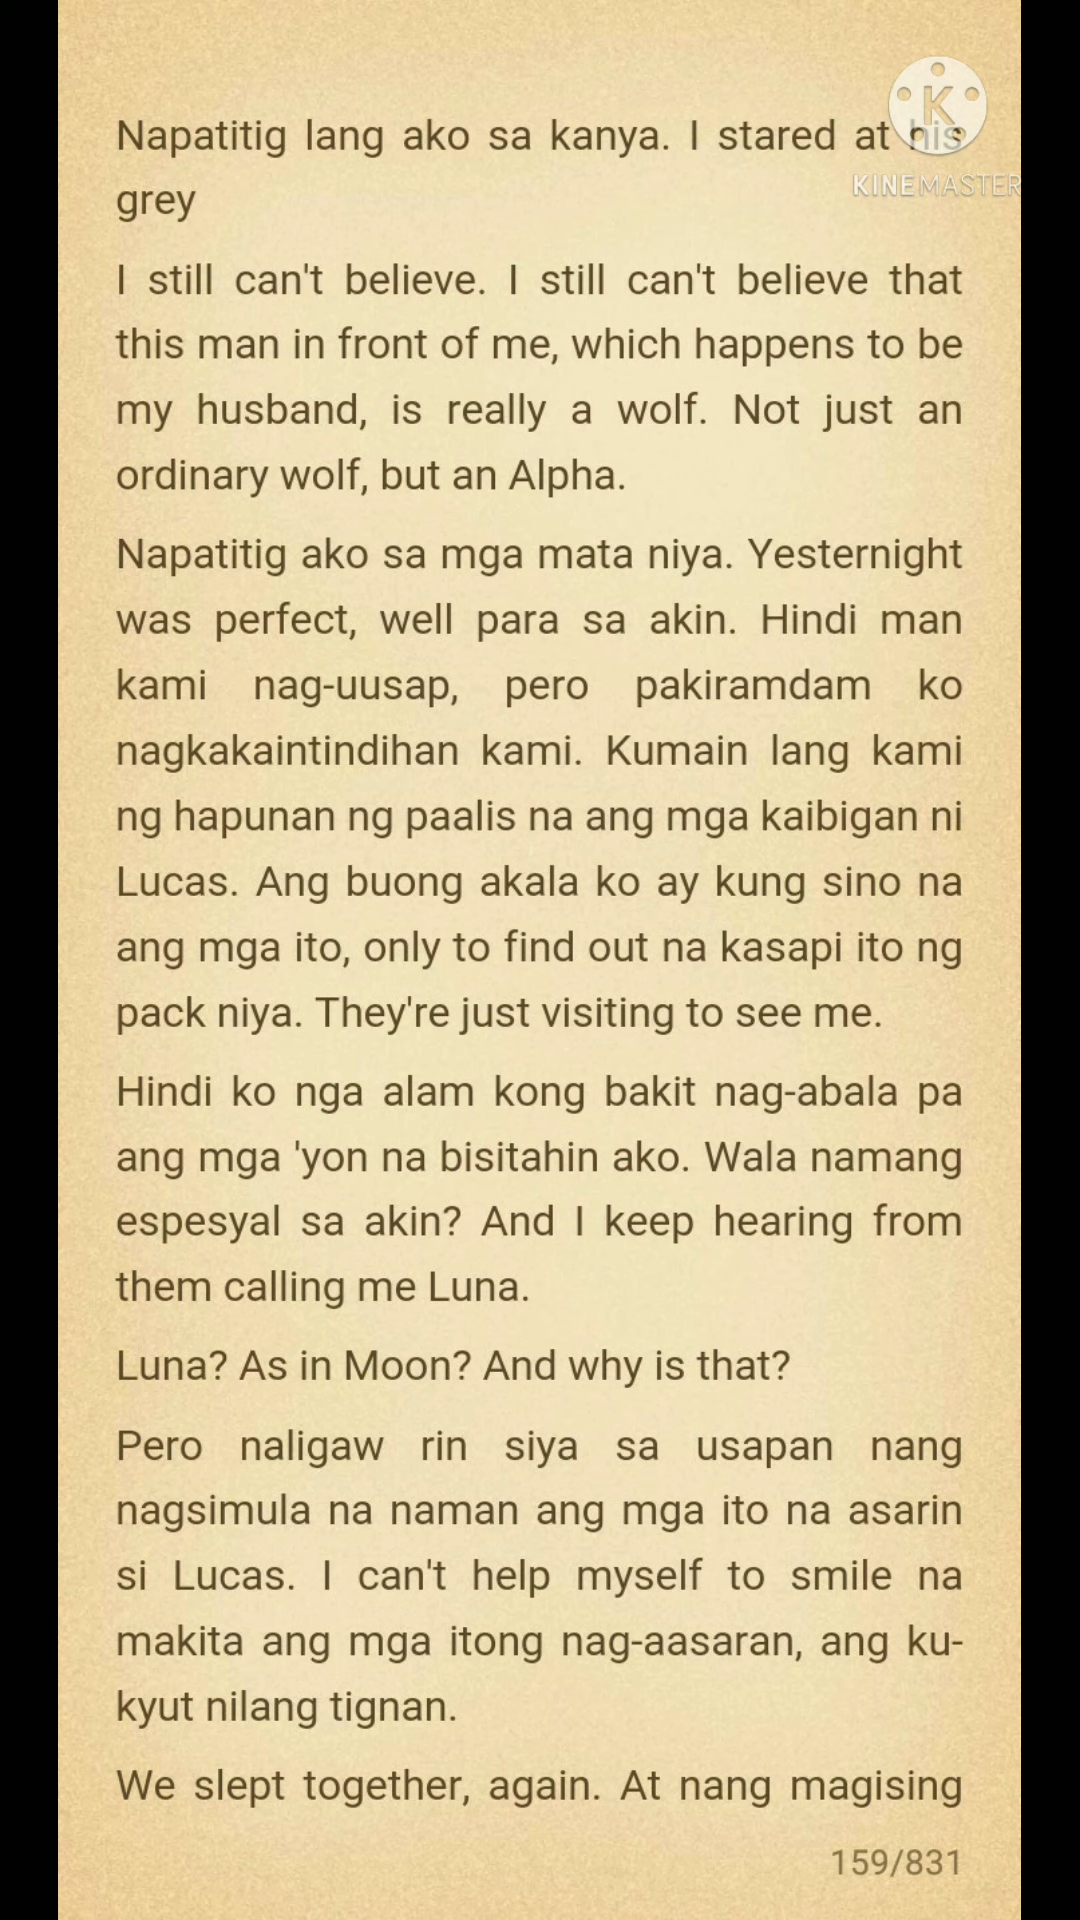 Napatitig lang ako sa kanya. I stared at his
KINEMASTER
grey
I still can't believe. I still can't believe that
this man in front of me, which happens to be
my husband, is really a wolf. Not just an
ordinary wolf, but an Alpha.
Napatitig ako sa mga mata niya. Yesternight
was perfect, well para sa akin. Hindi man
kami nag-uusap, pero pakiramdam ko
nagkakaintindihan kami. Kumain lang kami
ng hapunan ng paalis na ang mga kaibigan ni
Lucas. Ang buong akala ko ay kung sino na
ang mga ito, only to find out na kasapi ito ng
pack niya. They're just visiting to see me.
Hindi ko nga alam kong bakit nag-abala pa
ang mga 'yon na bisitahin ako. Wala namang
espesyal sa akin? And I keep hearing from
them calling me Luna.
Luna? As in Moon? And why is that?
Pero naligaw rin siya sa usapan nang
nagsimula na naman ang mga ito na asarin
si Lucas. I can't help myself to smile na
makita ang mga itong nag-aasaran, ang ku-
kyut nilang tignan.
We slept together, again. At nang magising
159/831